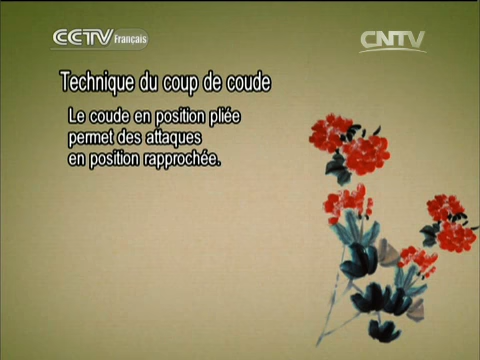 CCTV Français
CNTV
Technique du coup de coude
Le coude en position pliée
permet des attaques
en position rapprochée.